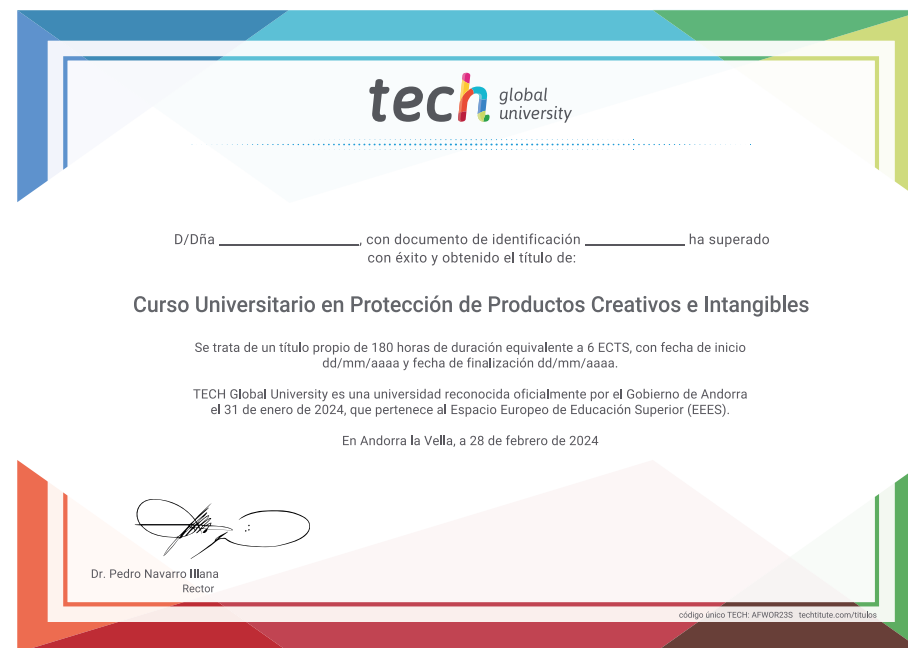 tech global university
D/Dña ____________, con documento de identificación ____________ ha superado
con éxito y obtenido el título de:
Curso Universitario en Protección de Productos Creativos e Intangibles
Se trata de un título propio de 180 horas de duración equivalente a 6 ECTS, con fecha de inicio
dd/mm/aaaa y fecha de finalización dd/mm/aaaa.
TECH Global University es una universidad reconocida oficialmente por el Gobierno de Andorra
el 31 de enero de 2024, que pertenece al Espacio Europeo de Educación Superior (EEES).
En Andorra la Vella, a 28 de febrero de 2024
Dr. Pedro Navarro Illana
Rector
código único TECH: AFWOR23S techtitute.com/titulos